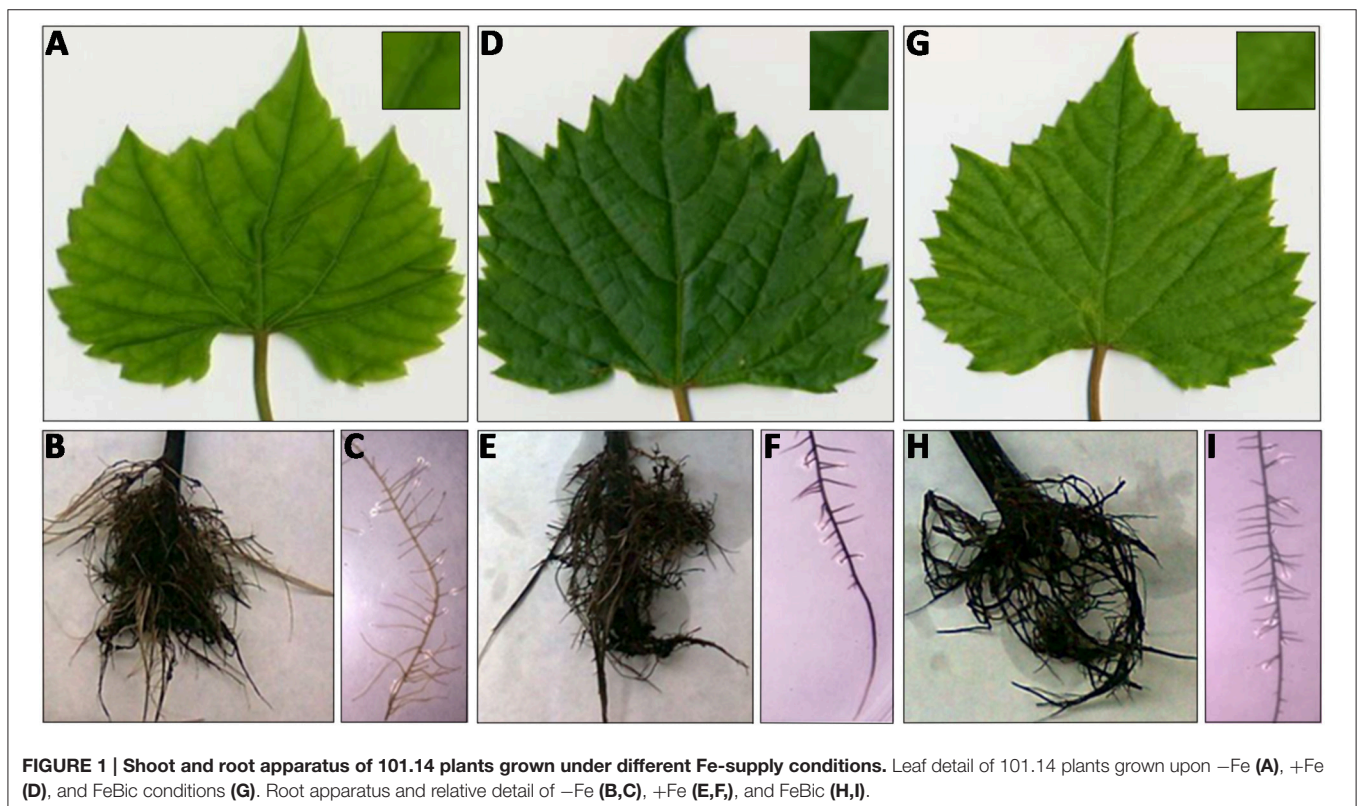 A
D
G
B
C
E
F
H
I
FIGURE 1 | Shoot and root apparatus of 101.14 plants grown under different Fe-supply conditions. Leaf detail of 101.14 plants grown upon −Fe (A), +Fe
(D), and FeBic conditions (G). Root apparatus and relative detail of −Fe (B,C), +Fe (E,F,), and FeBic (H,I).